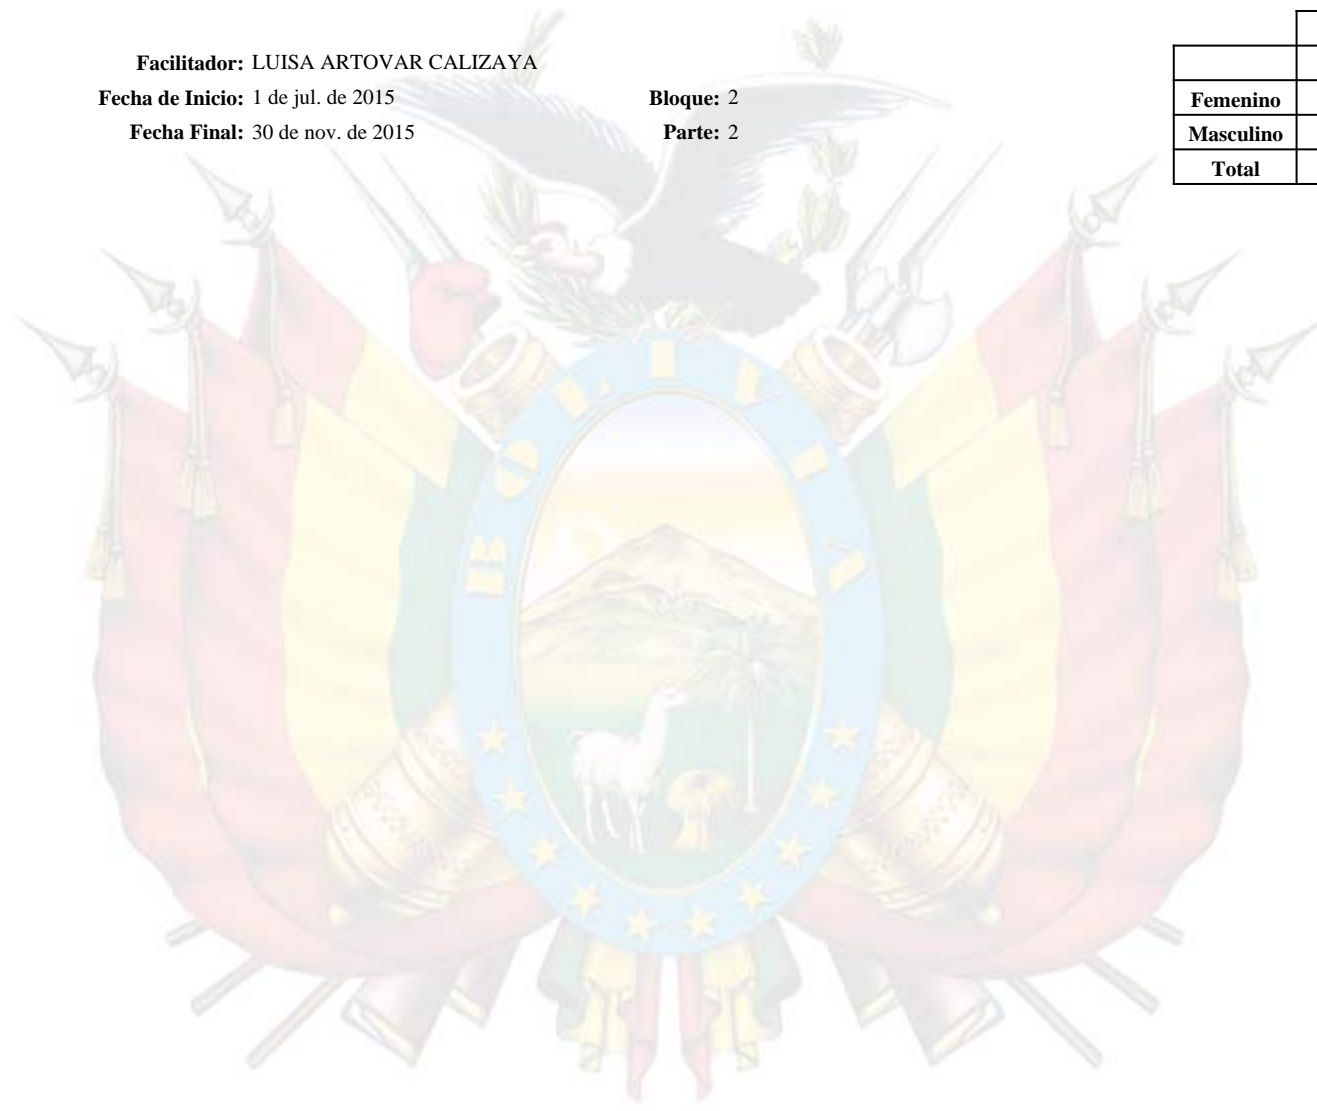 Facilitador: LUISA ARTOVAR CALIZAYA
Fecha de Inicio: 1 de jul. de 2015 Bloque: 2
Fecha Final: 30 de nov. de 2015 Parte: 2
Femenino
Masculino
Total
BOLIVIA